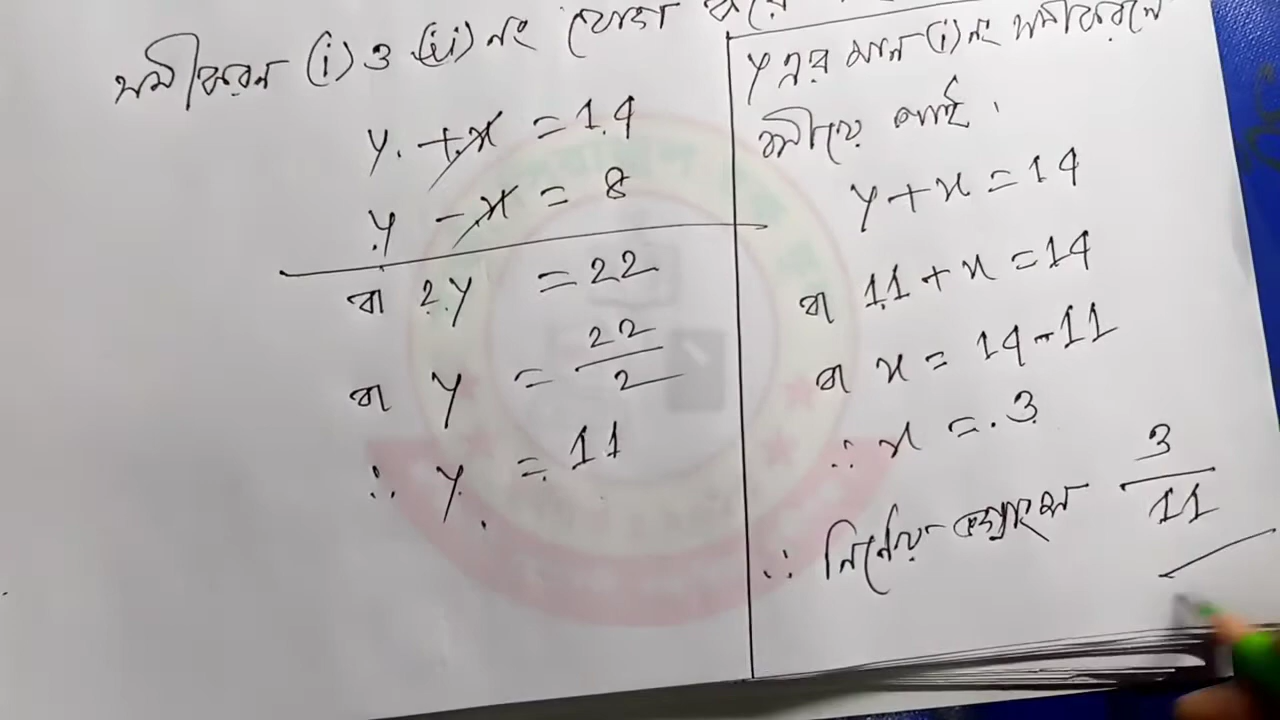 সমীকরণ (i) ও (ii) নং যোগ করে
y + x = 14
y - x = 8
বা 2y = 22
বা y = 22/2
∴ y = 11
y এর মান (i) নং সমীকরণে
বসিয়ে পাই,
y + x = 14
বা 11 + x = 14
বা x = 14 - 11
∴ x = 3
∴ নির্ণেয় ভগ্নাংশ 3/11